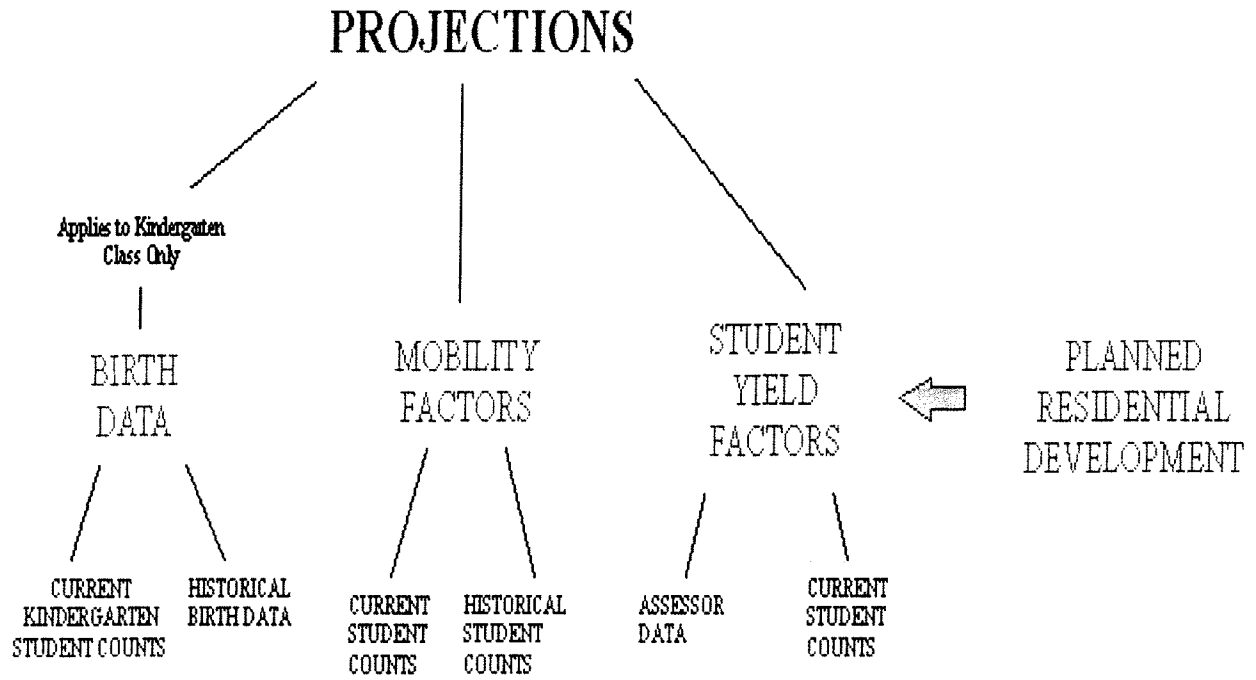 PROJECTIONS
Applies to Kindergarten
Class Only
BIRTH
DATA
MOBILITY
FACTORS
STUDENT
YIELD
FACTORS
PLANNED
RESIDENTIAL
DEVELOPMENT
CURRENT
KINDERGARTEN
STUDENT COUNTS
HISTORICAL
BIRTH DATA
CURRENT
STUDENT
COUNTS
HISTORICAL
STUDENT
COUNTS
ASSESSOR
DATA
CURRENT
STUDENT
COUNTS